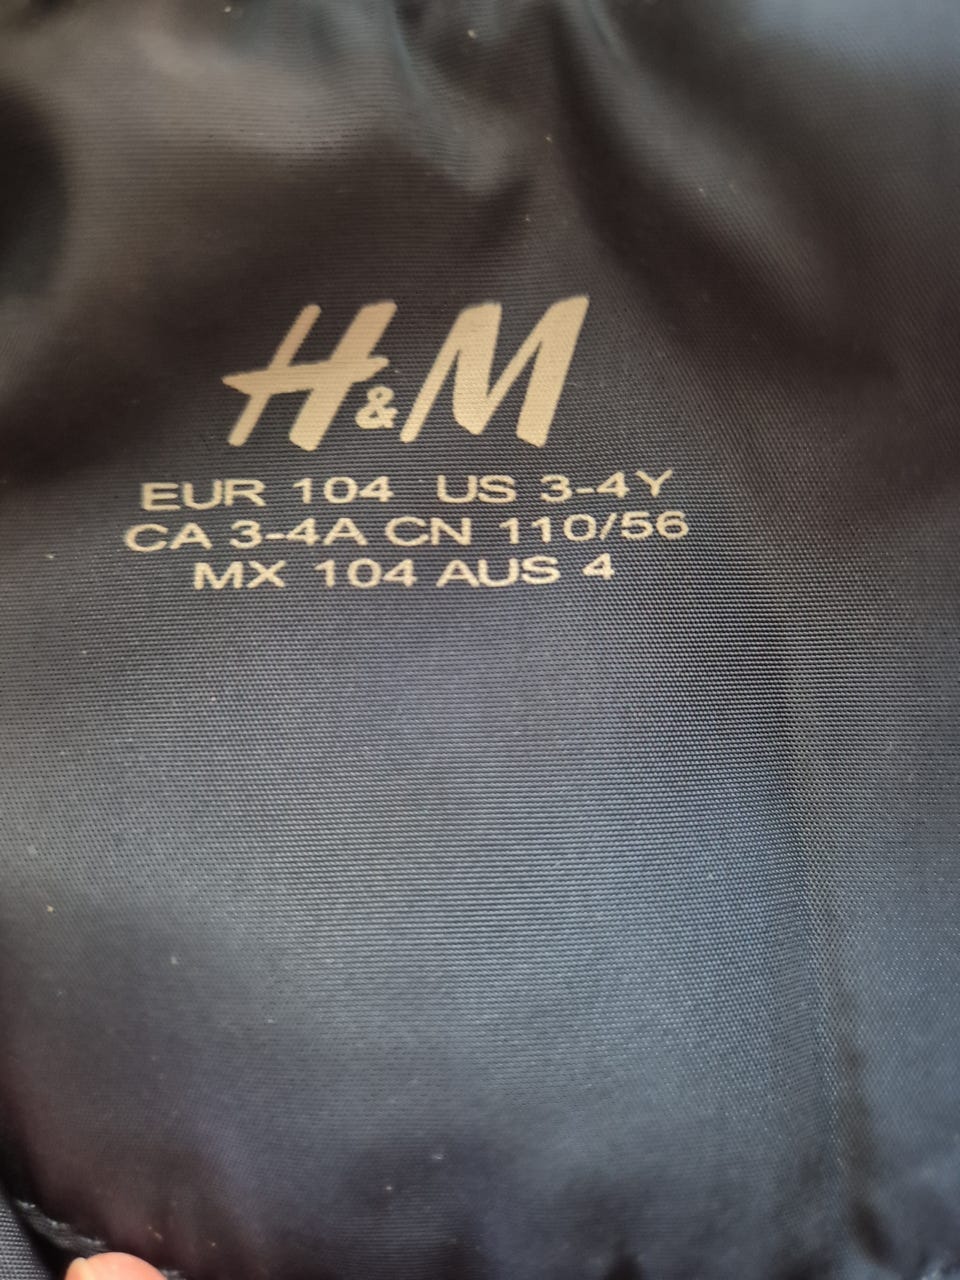 H&M
EUR 104 US 3-4Y
CA 3-4A CN 110/56
MX 104 AUS 4